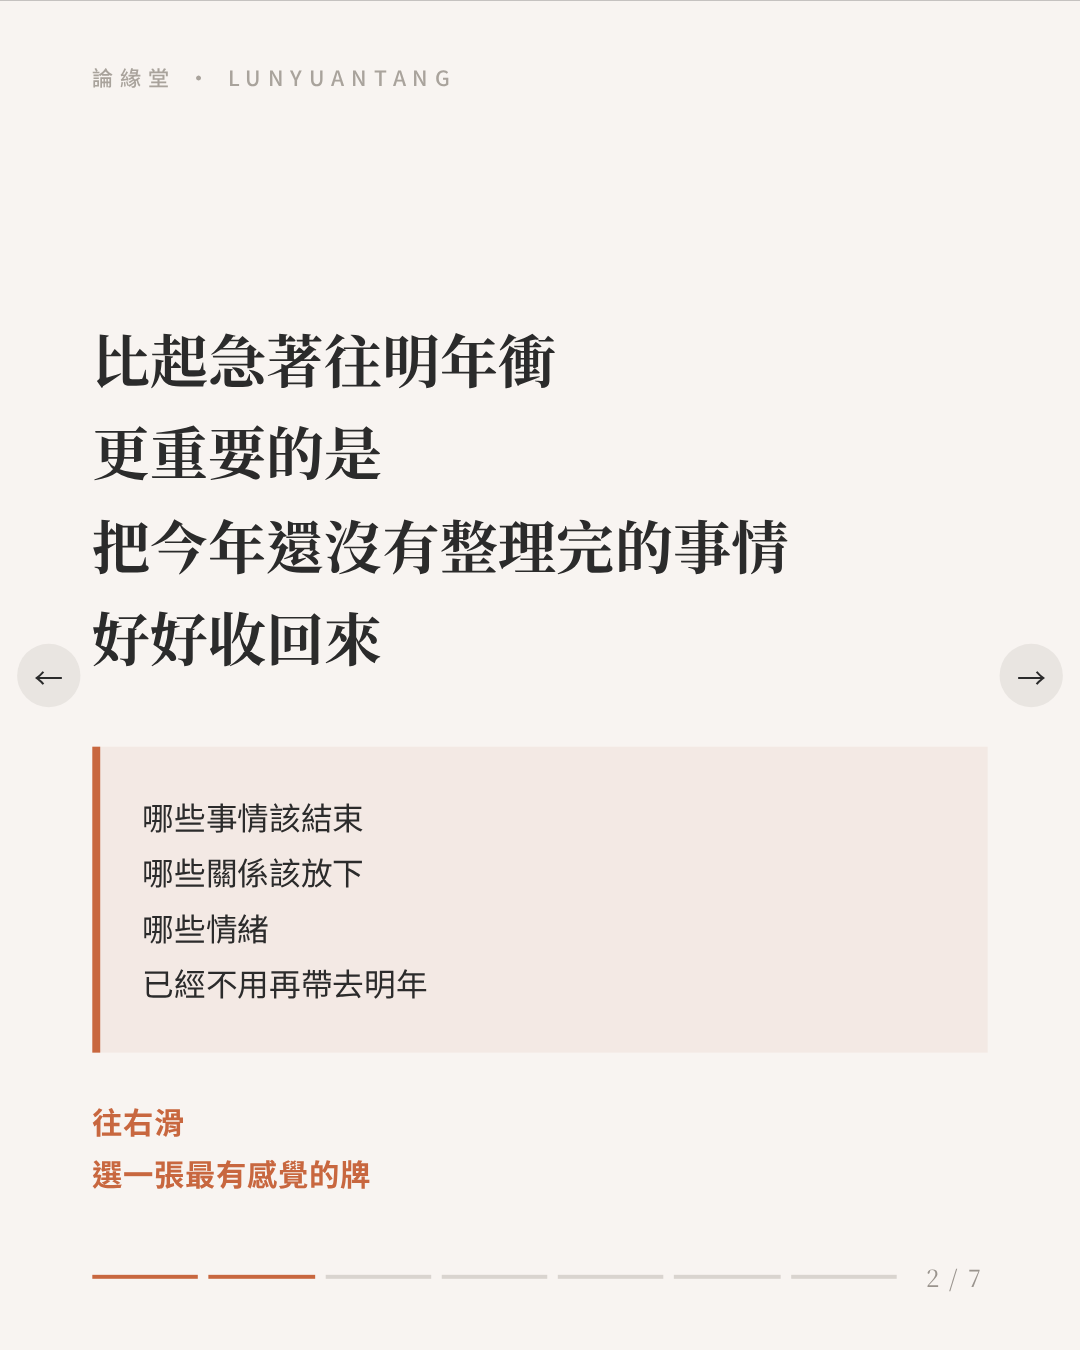 論緣堂 • LUNYUANTANG
比起急著往明年衝
更重要的是
把今年還沒有整理完的事情
好好收回來
← →
哪些事情該結束
哪些關係該放下
哪些情緒
已經不用再帶去明年
往右滑
選一張最有感覺的牌
2 / 7